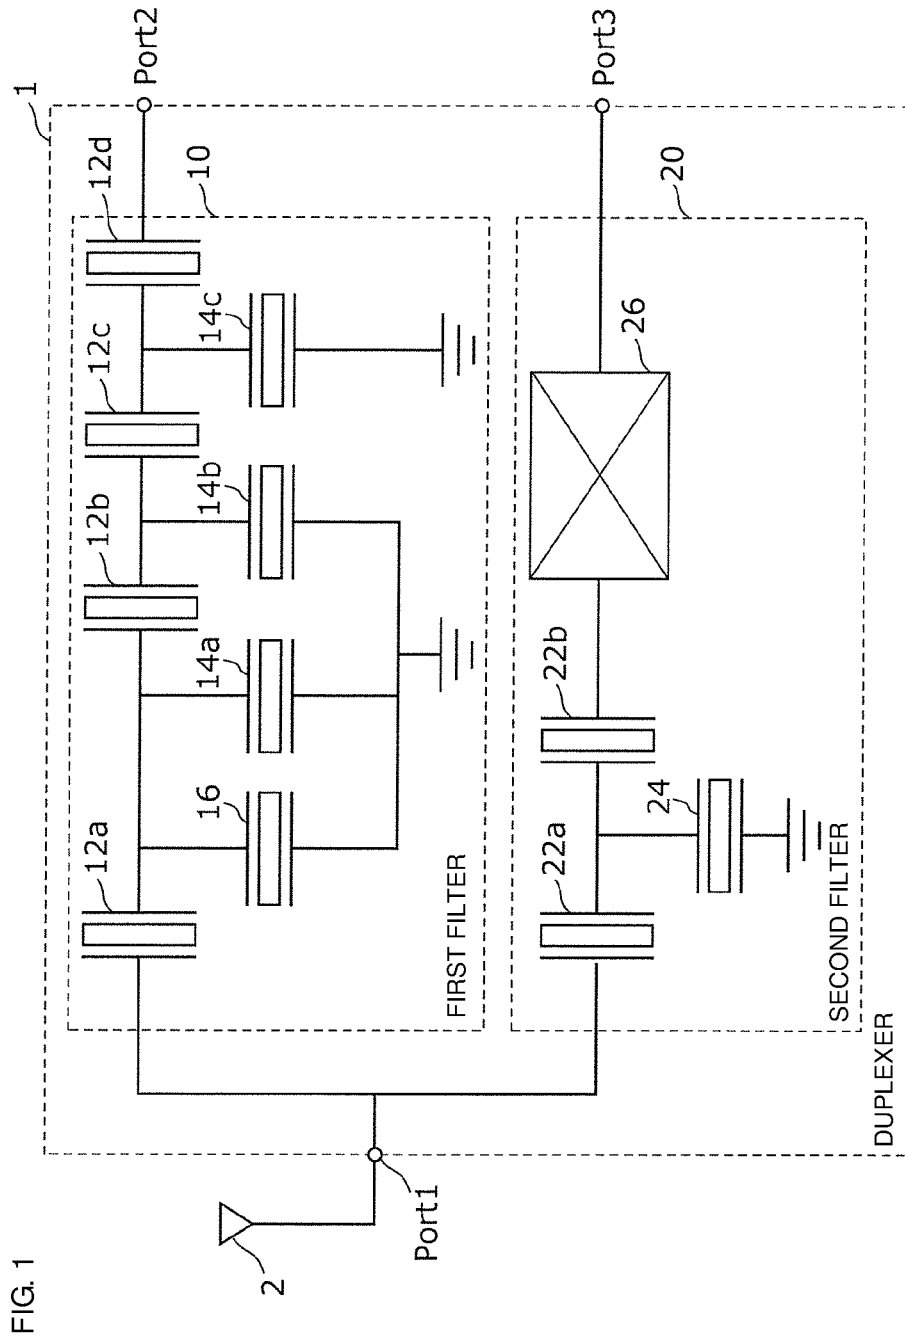 FIG. 1
1
10
12a
12b
12c
12d
Port2
16
14a
14b
14c
FIRST FILTER
2
Port1
20
22a
22b
26
Port3
24
SECOND FILTER
DUPLEXER